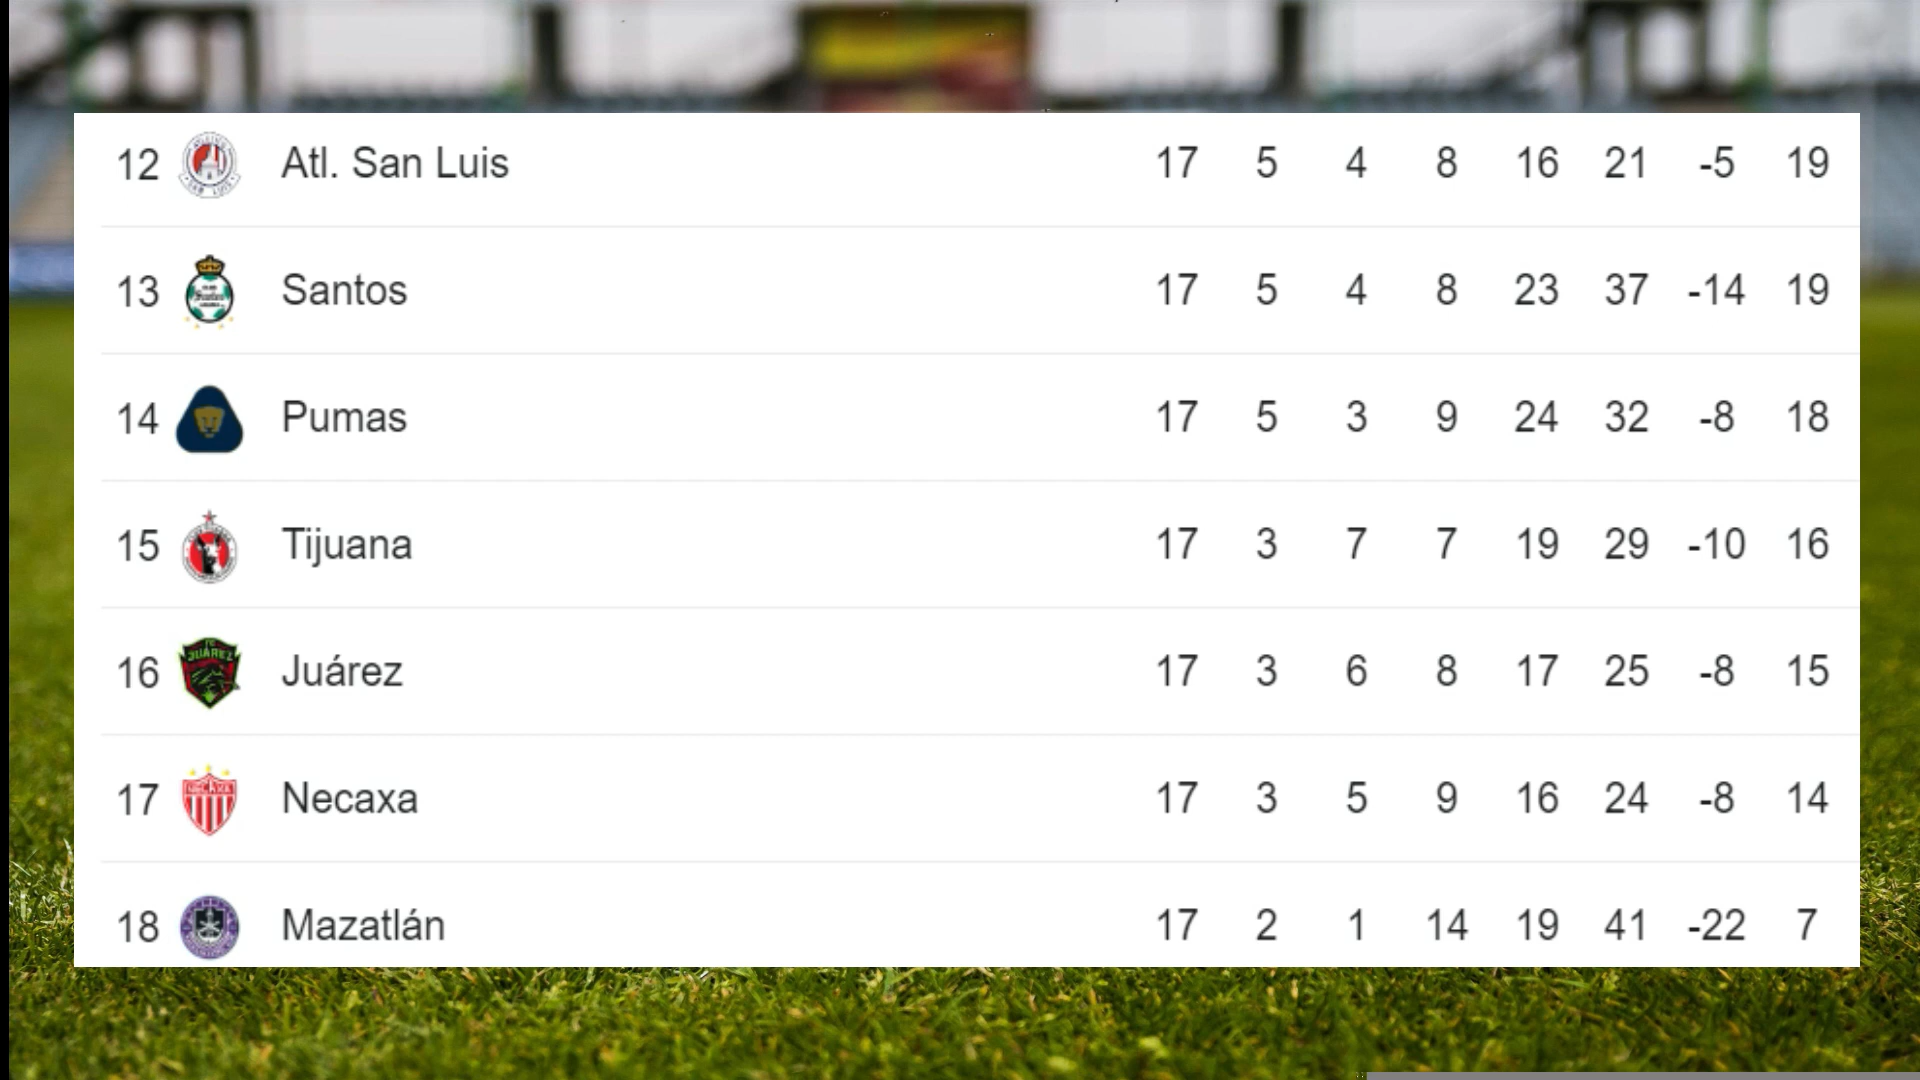 12 Atl. San Luis 17 5 4 8 16 21 -5 19
13 Santos 17 5 4 8 23 37 -14 19
14 Pumas 17 5 3 9 24 32 -8 18
15 Tijuana 17 3 7 7 19 29 -10 16
JUÁREZ
16 Juárez 17 3 6 8 17 25 -8 15
17 Necaxa 17 3 5 9 16 24 -8 14
18 Mazatlán 17 2 1 14 19 41 -22 7